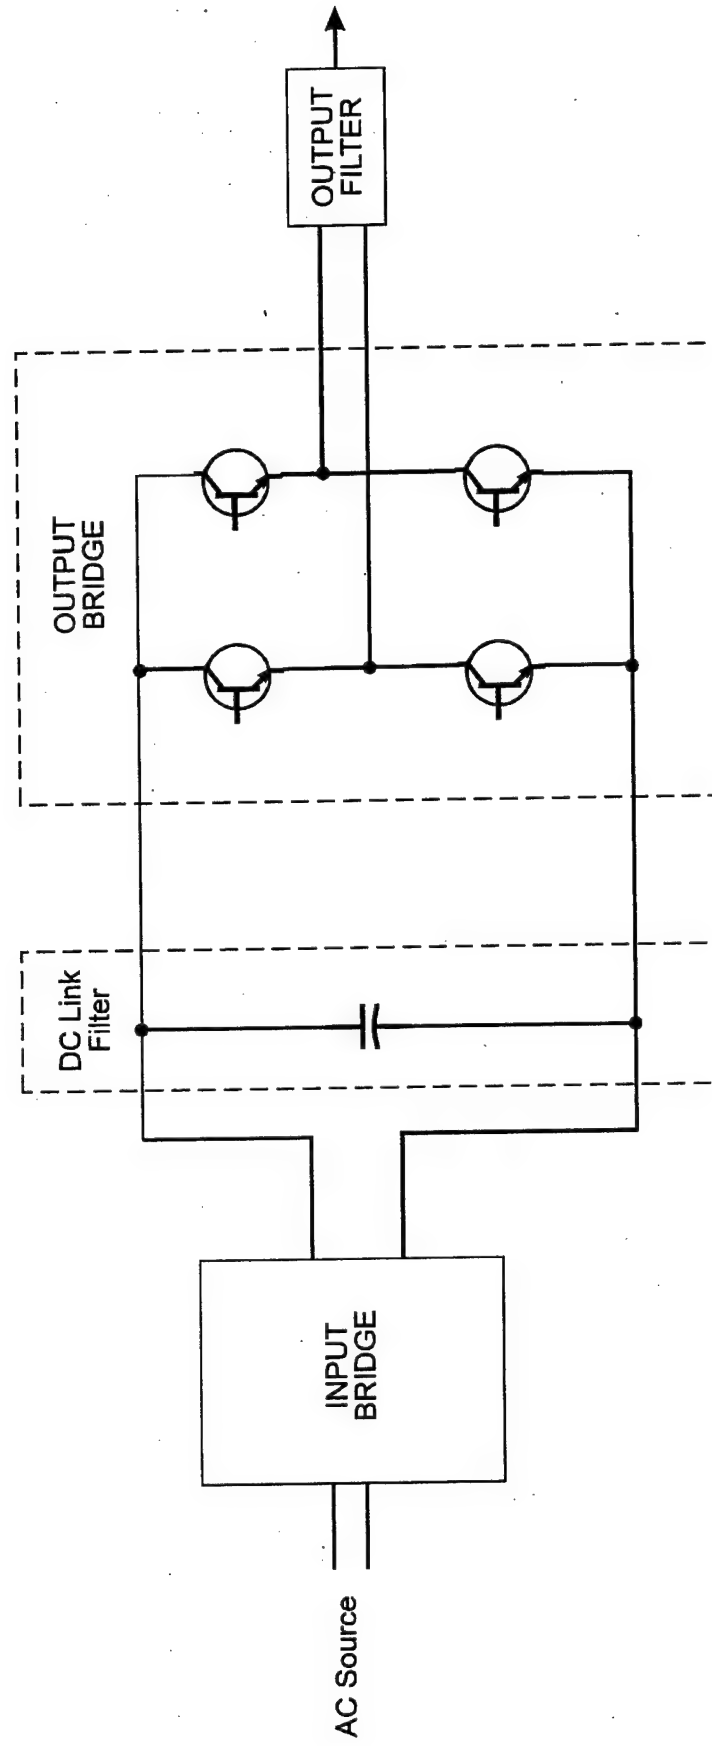 AC Source
INPUT
BRIDGE
DC Link
Filter
OUTPUT
BRIDGE
OUTPUT
FILTER